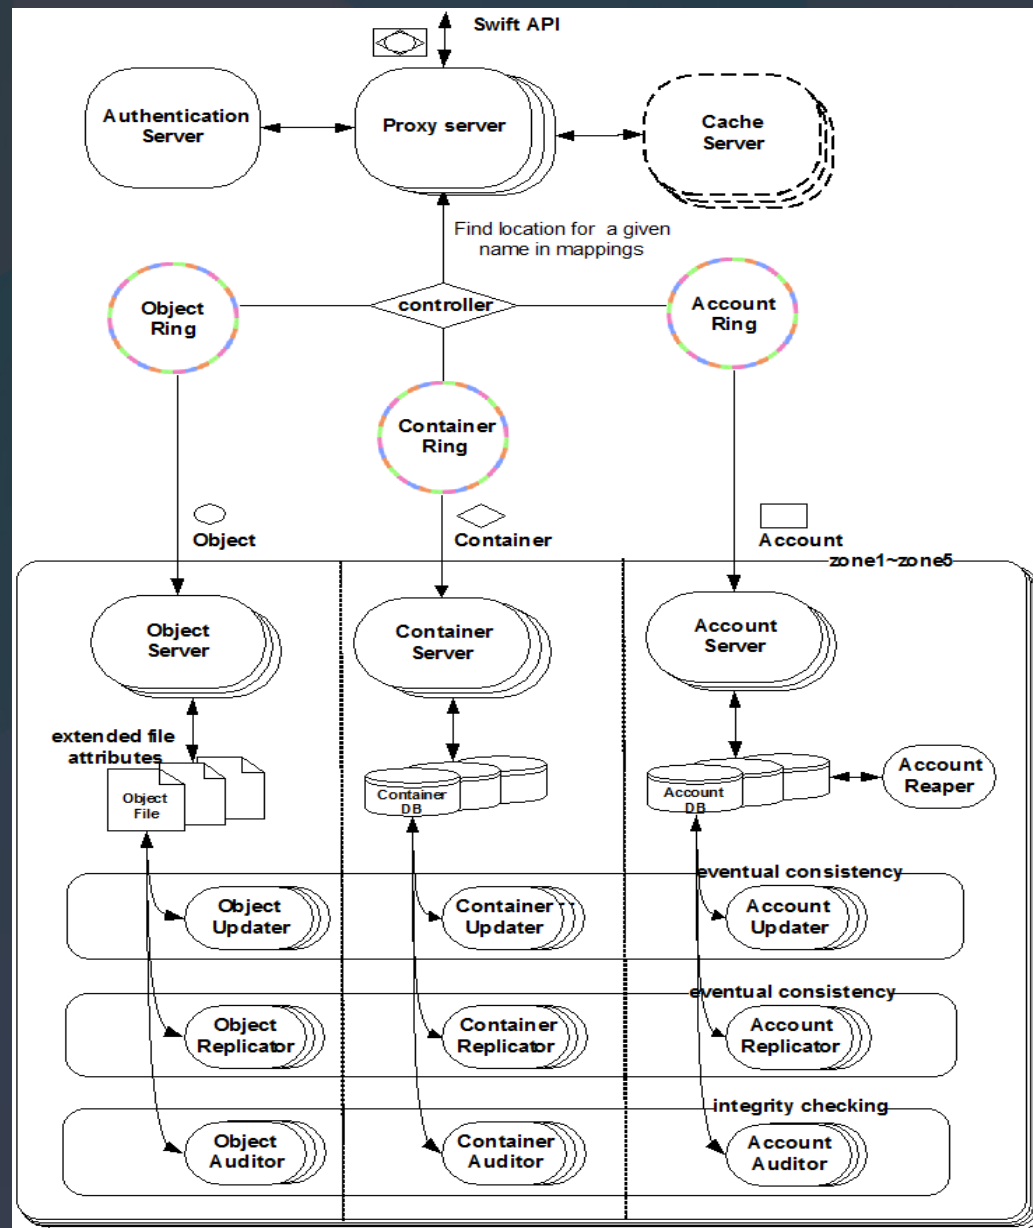 Swift API
Authentication
Server
Proxy server
Cache
Server
Find location for a given
name in mappings
Object
Ring
controller
Account
Ring
Container
Ring
Object
Container
Account
zone1~zone5
Object
Server
Container
Server
Account
Server
extended file
attributes
Object
File
Container
DB
Account
DB
Account
Reaper
eventual consistency
Object
Updater
Container
Updater
Account
Updater
eventual consistency
Object
Replicator
Container
Replicator
Account
Replicator
integrity checking
Object
Auditor
Container
Auditor
Account
Auditor